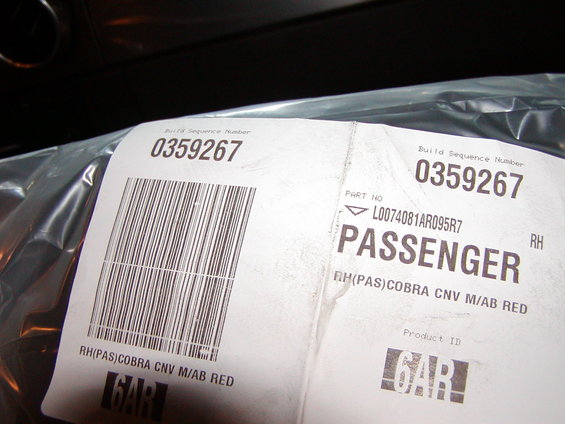 Build Sequence Number
0359267
RH(PAS)COBRA CNV M/AB RED
6AR
Build Sequence Number
0359267
PART NO
L0074081AR095R7
RH
PASSENGER
RH(PAS)COBRA CNV M/AB RED
Product ID
6AR